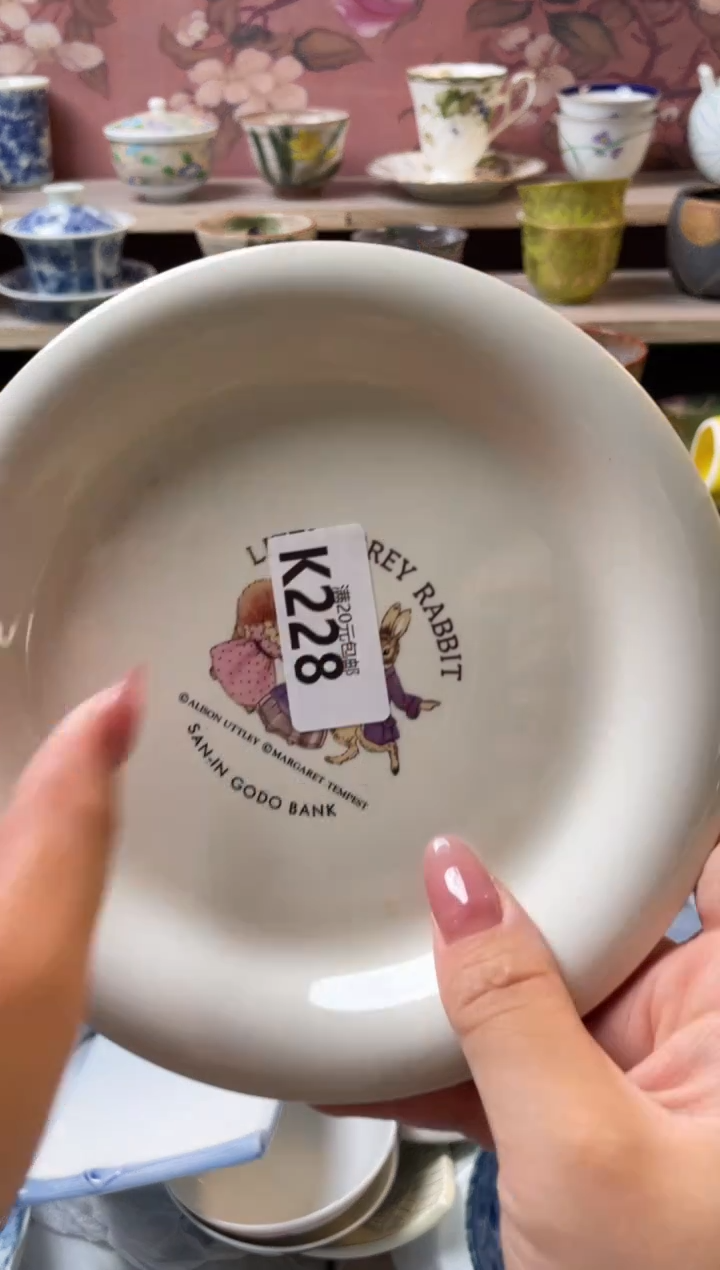 REY RABBIT
K228
满20元包邮
©ALISON UTTLEY ©MARGARET TEMPEST
SAN-IN GODO BANK